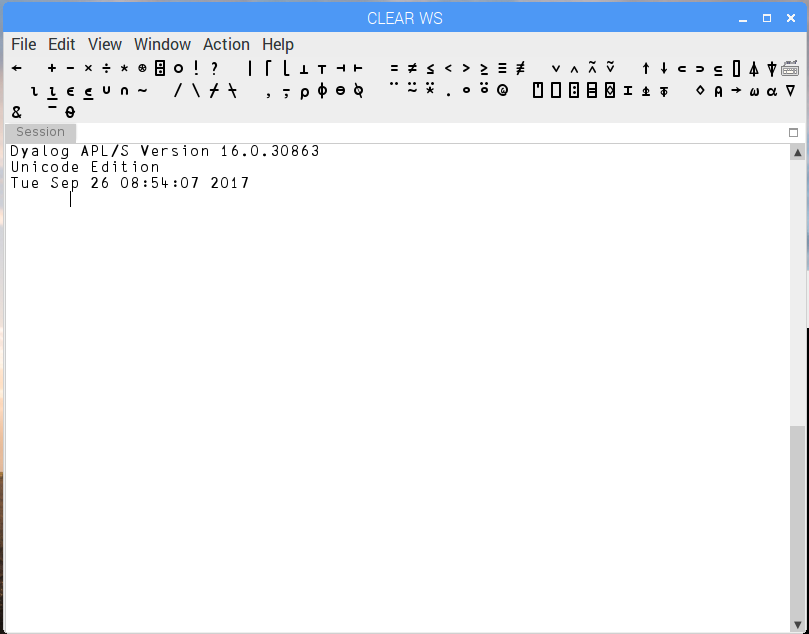 CLEAR WS
File Edit View Window Action Help
← + - × ÷ * ⍟ ⌹ ○ ! ? | ⌈ ⌊ ⊥ ⊤ ⊣ ⊢ = ≠ ≤ < > ≥ ≡ ≢ ∨ ∧ ⍲ ⍱ ↑ ↓ ⊂ ⊃ ⊆ ⌷ ⍋ ⍒
⍳ ⍸ ∊ ⍷ ∪ ∩ ~ / \ ⌿ ⍀ , ⍪ ⍴ ⌽ ⊖ ⍉ ¨ ⍨ ⍣ . ∘ ⍤ ⍞ ⎕ ⍠ ⌸ ⍺ ⌶ ⍎ ⍕ ⋄ ⍝ → ⍵ ⍺ ∇
& ¯ ⍬
Session
Dyalog APL/S Version 16.0.30863
Unicode Edition
Tue Sep 26 08:54:07 2017